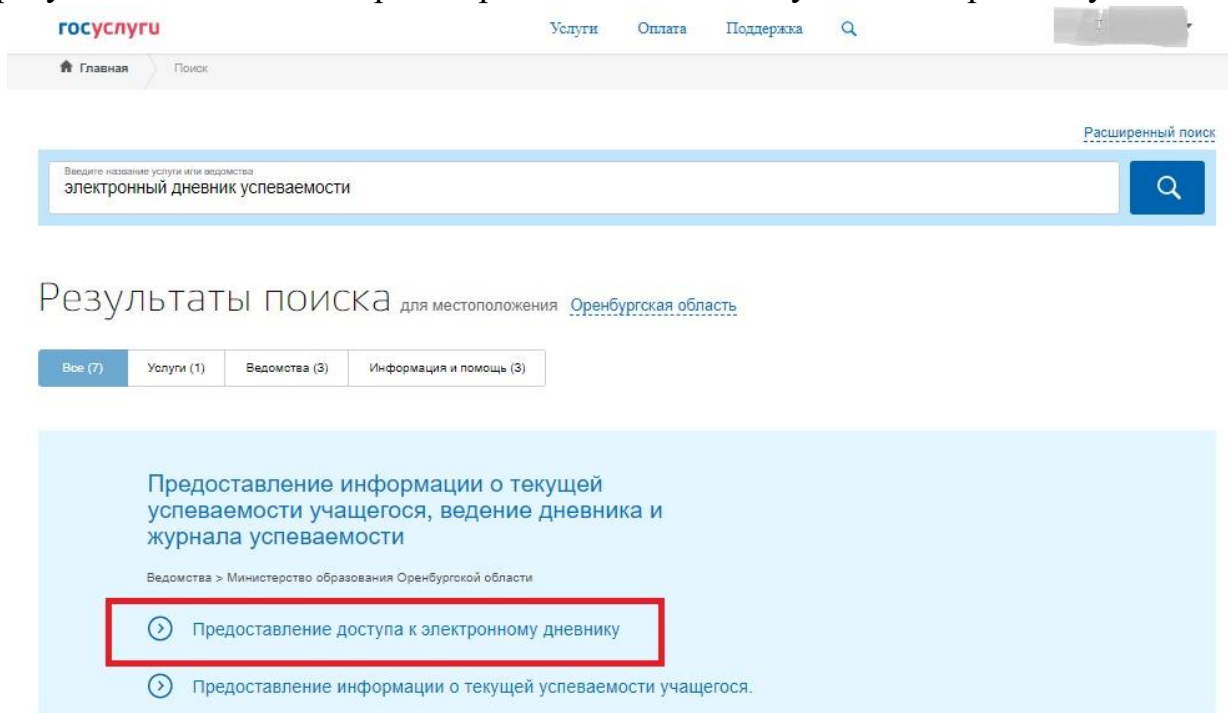 госуслуги
Услуги Оплата Поддержка
Главная Поиск
Расширенный поиск
Введите название услуги или ведомства
электронный дневник успеваемости
Результаты поиска для местоположения Оренбургская область
Все (7) Услуги (1) Ведомства (3) Информация и помощь (3)
Предоставление информации о текущей
успеваемости учащегося, ведение дневника и
журнала успеваемости
Ведомства > Министерство образования Оренбургской области
Предоставление доступа к электронному дневнику
Предоставление информации о текущей успеваемости учащегося.